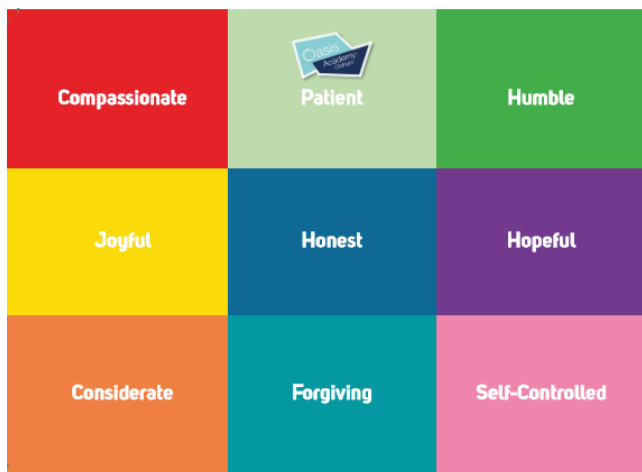 Oasis
Academy
Compassionate
Patient
Humble
Joyful
Honest
Hopeful
Considerate
Forgiving
Self-Controlled